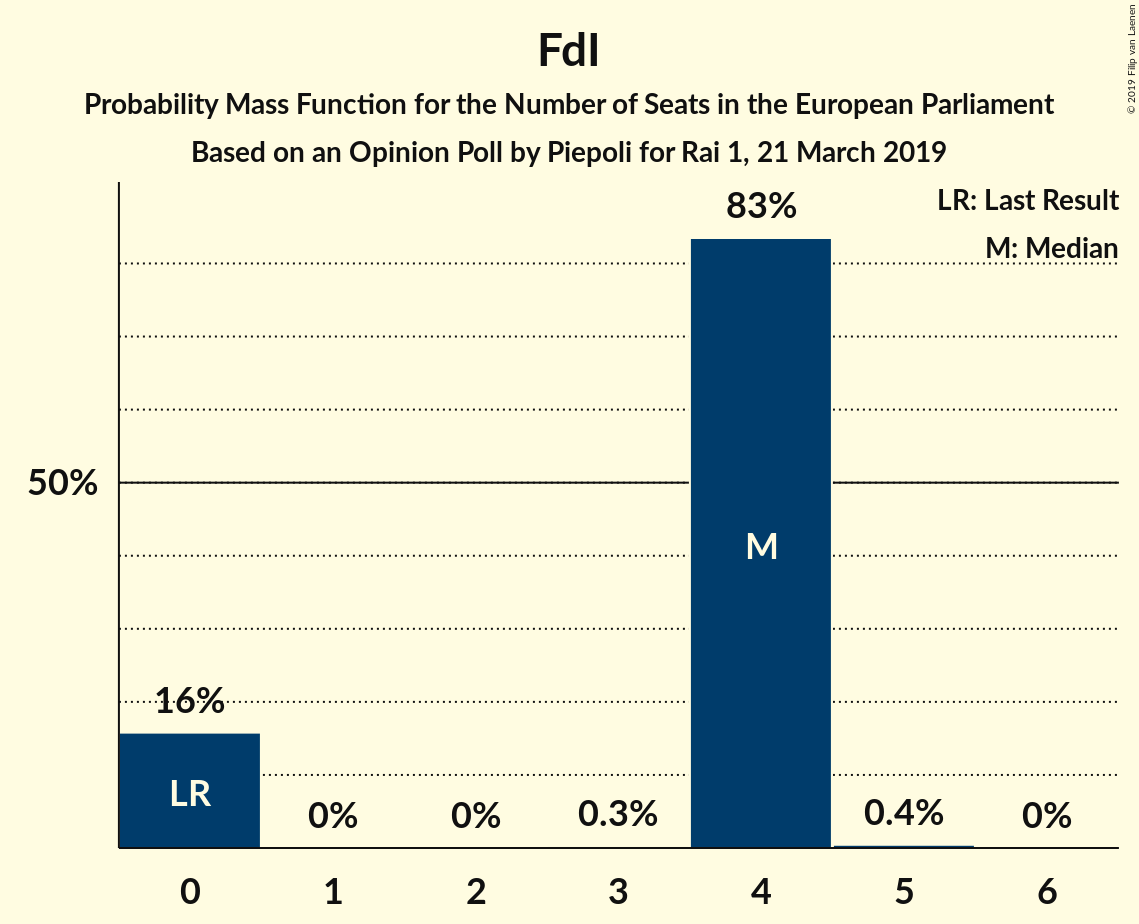 FdI
Probability Mass Function for the Number of Seats in the European Parliament
Based on an Opinion Poll by Piepoli for Rai 1, 21 March 2019
© 2019 Filip van Laenen
LR: Last Result
M: Median
83%
50%
M
16%
LR
0%
0%
0.3%
0.4%
0%
0
1
2
3
4
5
6